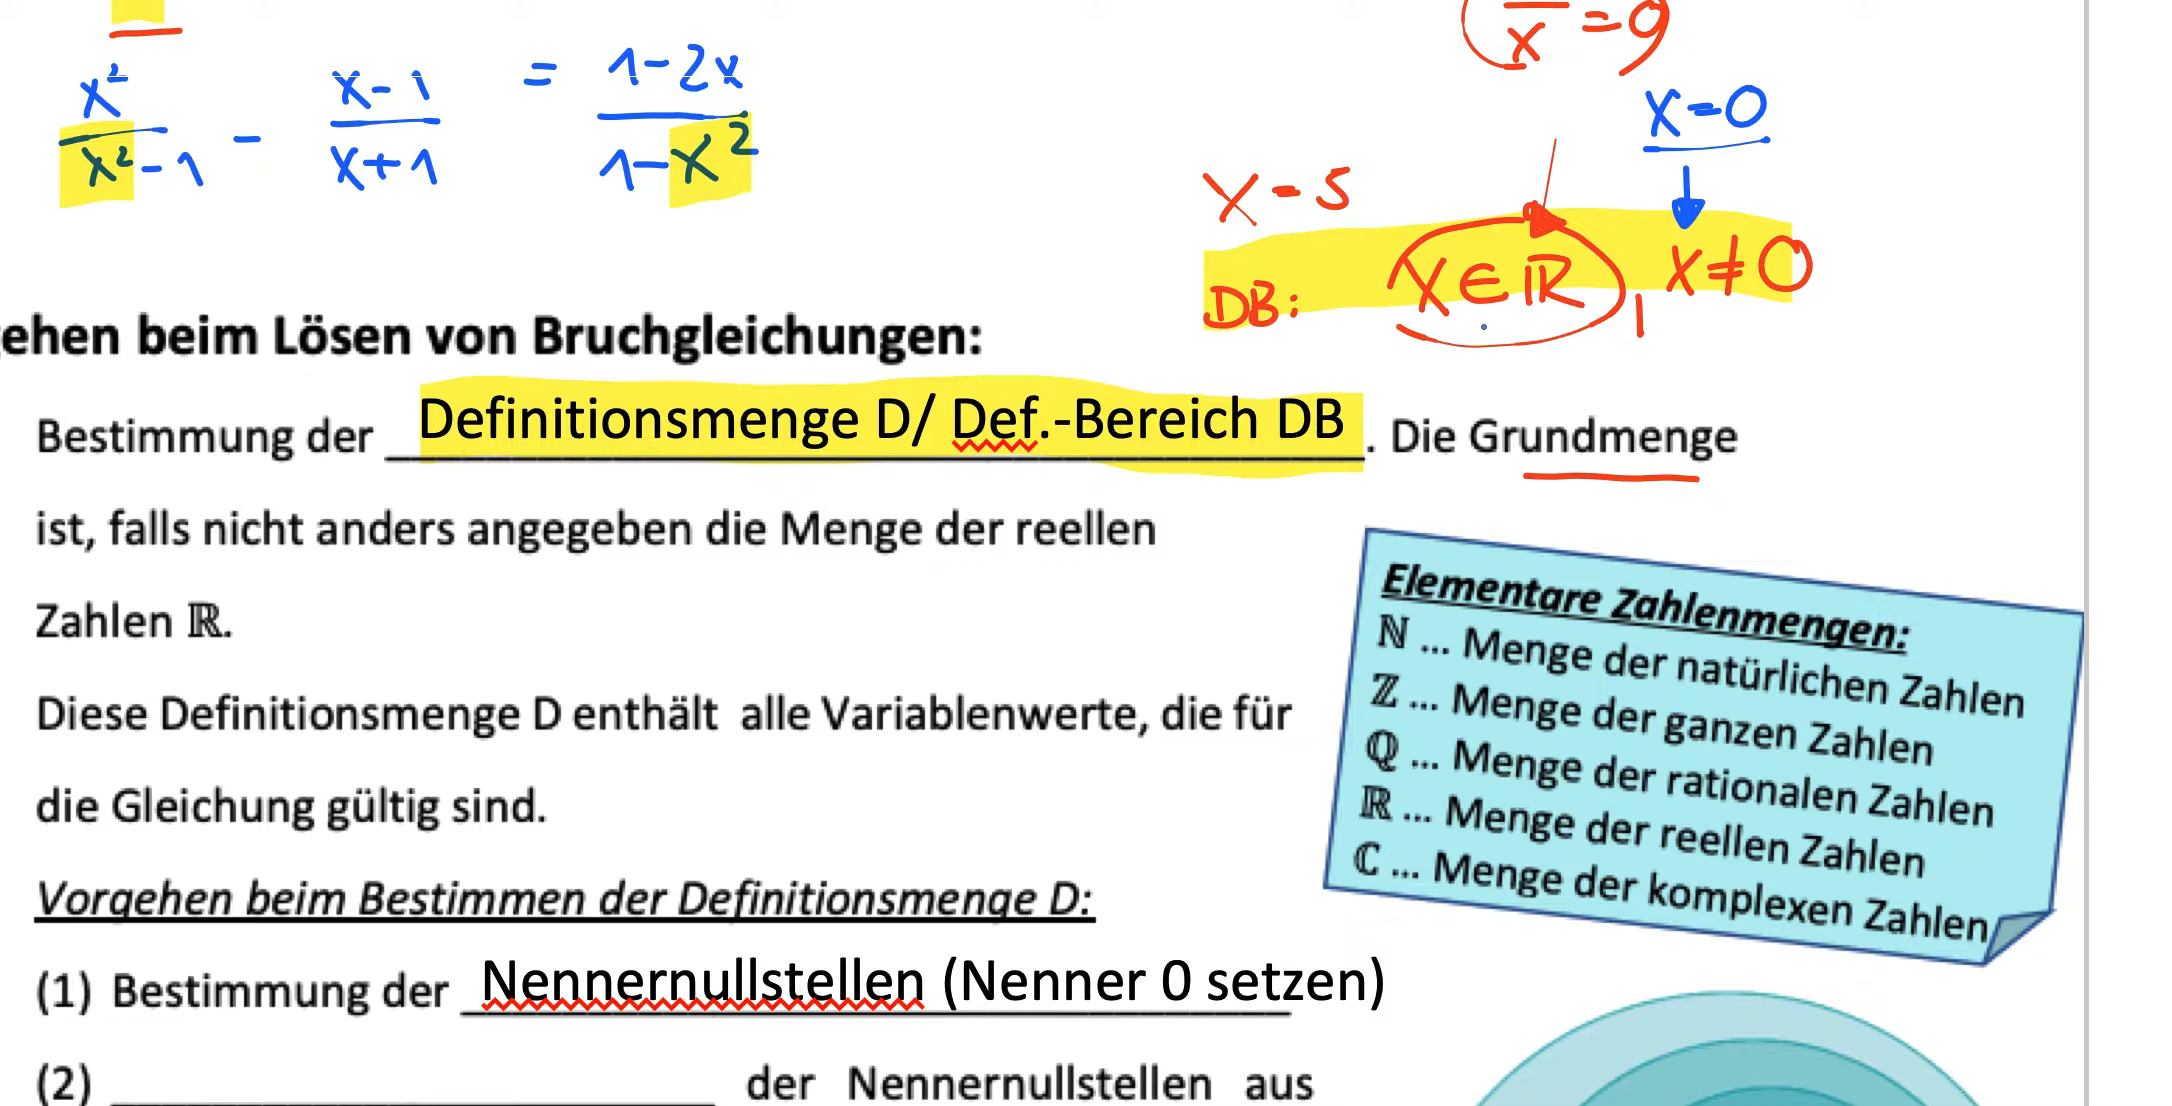 x² / x²-1 - x-1 / x+1 = 1-2x / 1-x²
x = 9
x=0
x=5
DB: x∈ℝ, x≠0
gehen beim Lösen von Bruchgleichungen:
Bestimmung der Definitionsmenge D/ Def.-Bereich DB. Die Grundmenge
ist, falls nicht anders angegeben die Menge der reellen
Zahlen ℝ.
Diese Definitionsmenge D enthält alle Variablenwerte, die für
die Gleichung gültig sind.
Vorgehen beim Bestimmen der Definitionsmenge D:
(1) Bestimmung der Nennernullstellen (Nenner 0 setzen)
(2) ____________ der Nennernullstellen aus
Elementare Zahlenmengen:
ℕ ... Menge der natürlichen Zahlen
ℤ ... Menge der ganzen Zahlen
ℚ ... Menge der rationalen Zahlen
ℝ ... Menge der reellen Zahlen
ℂ ... Menge der komplexen Zahlen